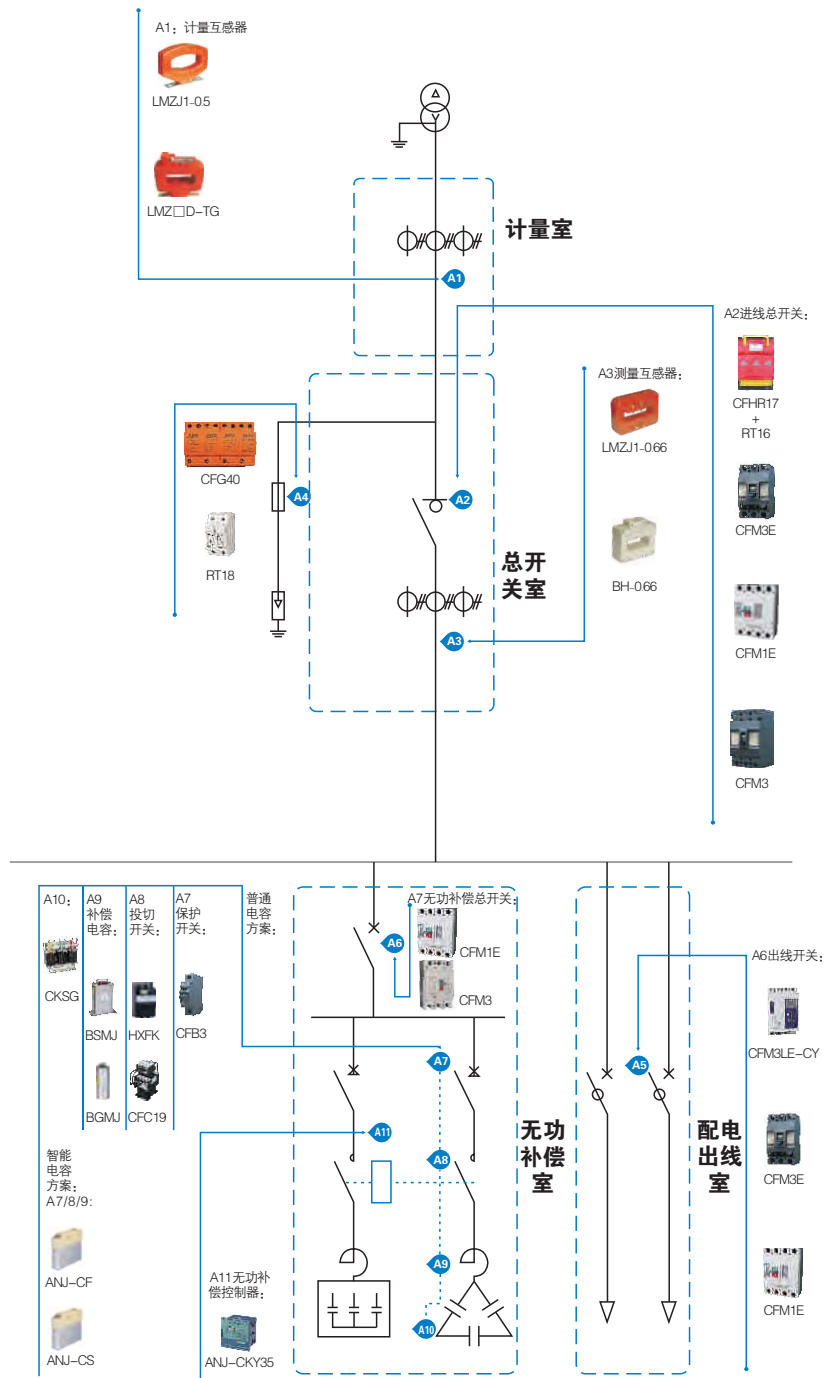 A1：计量互感器
LMZJ1-0.5
LMZ□D-TG
计量室
A1
A2进线总开关：
CFHR17
+
RT16
CFM3E
CFM1E
CFM3
A3测量互感器：
LMZJ1-0.66
BH-0.66
CFG40
RT18
A4
A2
总开
关室
A3
A10：
CKSG
A9
补偿
电容：
BSMJ
BGMJ
A8
投切
开关：
HXFK
CFC19
A7
保护
开关：
CFB3
普通
电容
方案：
智能
电容
方案：
A7/8/9:
ANJ-CF
ANJ-CS
A11无功补
偿控制器：
ANJ-CKY35
A7无功补偿总开关：
CFM1E
CFM3
A6
A7
A11
A8
A9
A10
无功
补偿
室
A5
配电
出线
室
A6出线开关：
CFM3LE-CY
CFM3E
CFM1E